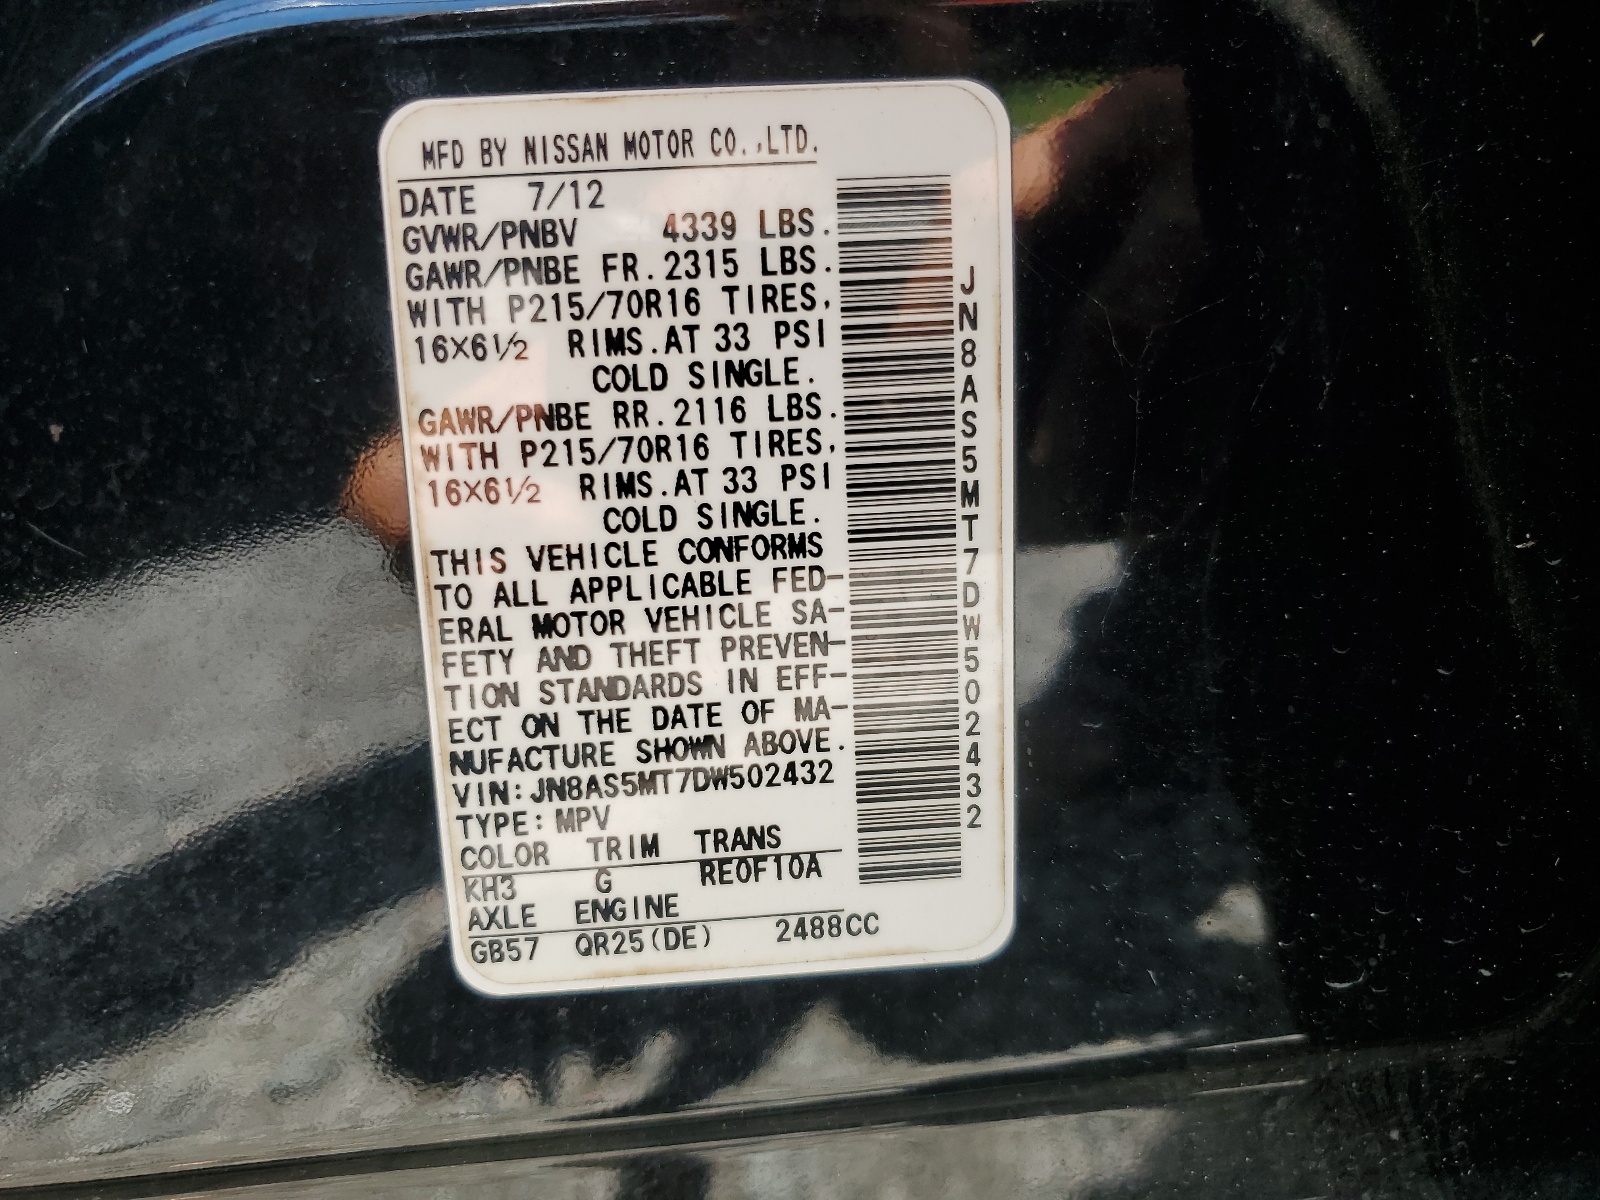 MFD BY NISSAN MOTOR CO.,LTD.
DATE 7/12
GVWR/PNBV 4339 LBS.
GAWR/PNBE FR.2315 LBS.
WITH P215/70R16 TIRES,
16×6½ RIMS.AT 33 PSI
COLD SINGLE.
GAWR/PNBE RR.2116 LBS.
WITH P215/70R16 TIRES,
16×6½ RIMS.AT 33 PSI
COLD SINGLE.
THIS VEHICLE CONFORMS
TO ALL APPLICABLE FED-
ERAL MOTOR VEHICLE SA-
FETY AND THEFT PREVEN-
TION STANDARDS IN EFF-
ECT ON THE DATE OF MA-
NUFACTURE SHOWN ABOVE.
VIN:JN8AS5MT7DW502432
TYPE:MPV
COLOR TRIM TRANS
KH3 G RE0F10A
AXLE ENGINE
GB57 QR25(DE) 2488CC
JN8AS5MT7DW502432